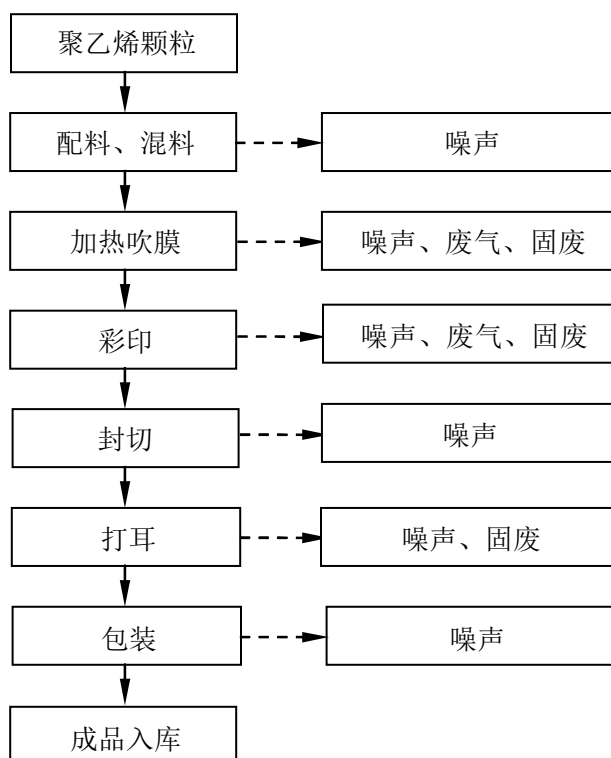 聚乙烯颗粒
配料、混料
噪声
加热吹膜
噪声、废气、固废
彩印
噪声、废气、固废
封切
噪声
打耳
噪声、固废
包装
噪声
成品入库